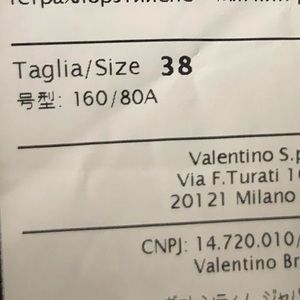 Taglia/Size 38
号型: 160/80A
Valentino S.p
Via F.Turati 1
20121 Milano
CNPJ: 14.720.010/
Valentino Br